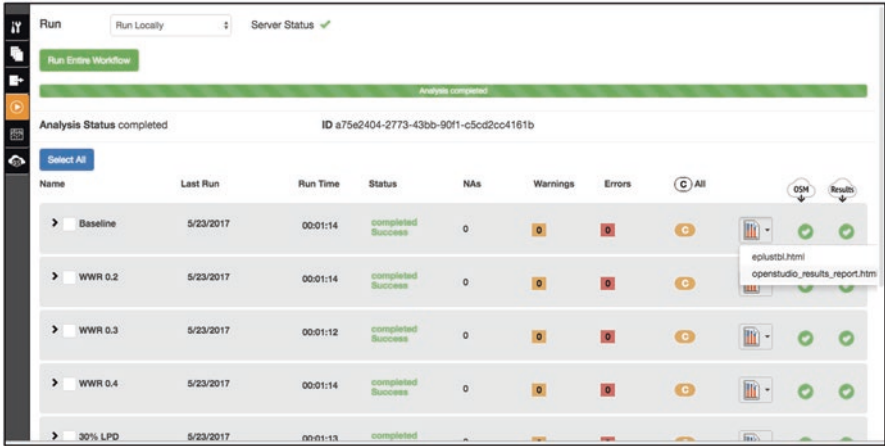 Run Run Locally Server Status
Run Entire Workflow
Analysis completed
Analysis Status completed ID a75e2404-2773-43bb-90f1-c5cd2cc4161b
Select All
Name Last Run Run Time Status NAs Warnings Errors C All OSM Results
Baseline 5/23/2017 00:01:14 completed Success 0 0 0 C
eplustbl.html
openstudio_results_report.html
WWR 0.2 5/23/2017 00:01:14 completed Success 0 0 0 C
WWR 0.3 5/23/2017 00:01:12 completed Success 0 0 0 C
WWR 0.4 5/23/2017 00:01:14 completed Success 0 0 0 C
30% LPD 5/23/2017 00:01:13 completed